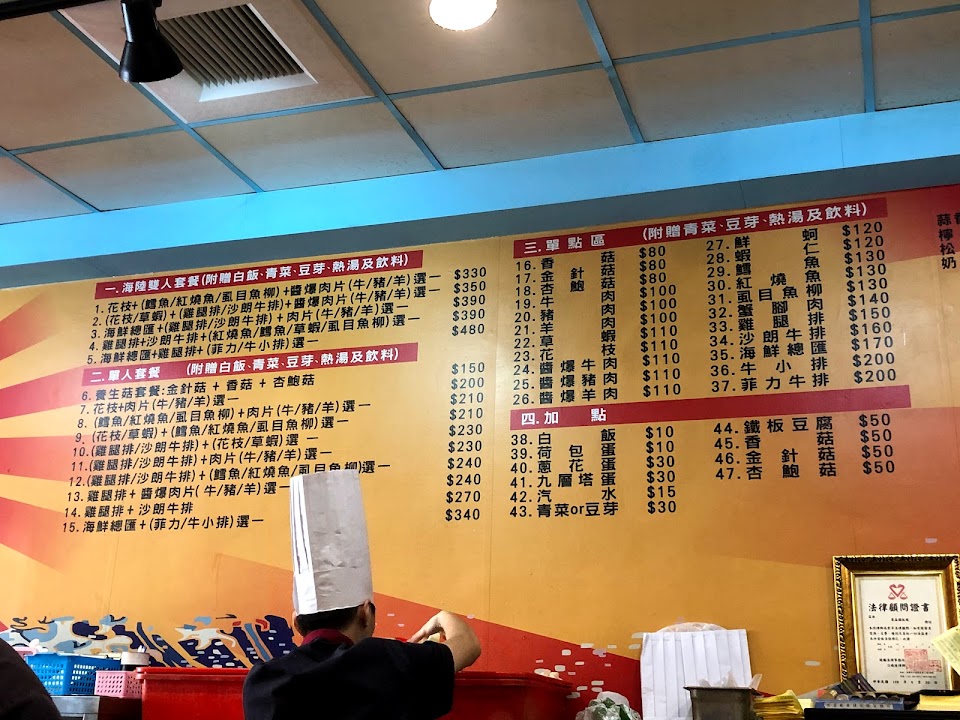 一. 海陸雙人套餐(附贈白飯、青菜、豆芽、熱湯及飲料)
1. 花枝+(鱈魚/紅燒魚/虱目魚柳)+醬爆肉片(牛/豬/羊)選一 $330
2. (花枝/草蝦)+(雞腿排/沙朗牛排)+肉片(牛/豬/羊)選一 $350
3. 海鮮總匯+(雞腿排/沙朗牛排)+醬爆肉片(牛/豬/羊)選一 $390
4. 雞腿排+沙朗牛排+(紅燒魚/鱈魚/草蝦/虱目魚柳)選一 $390
5. 海鮮總匯+雞腿排+(菲力/牛小排)選一 $480
二. 單人套餐 (附贈白飯、青菜、豆芽、熱湯及飲料)
6. 養生菇套餐:金針菇 + 香菇 + 杏鮑菇 $150
7. 花枝+肉片(牛/豬/羊)選一 $200
8. (鱈魚/紅燒魚/虱目魚柳)+肉片(牛/豬/羊)選一 $210
9. (花枝/草蝦)+(鱈魚/紅燒魚/虱目魚柳)選一 $210
10.(雞腿排/沙朗牛排)+(花枝/草蝦)選一 $230
11.(雞腿排/沙朗牛排)+肉片(牛/豬/羊)選一 $230
12.(雞腿排/沙朗牛排)+(鱈魚/紅燒魚/虱目魚柳)選一 $240
13. 雞腿排+醬爆肉片(牛/豬/羊)選一 $240
14. 雞腿排+沙朗牛排 $270
15. 海鮮總匯+(菲力/牛小排)選一 $340
三. 單點區 (附贈青菜、豆芽、熱湯及飲料)
16. 香菇 $80
17. 金針菇 $80
18. 杏鮑菇 $80
19. 牛肉 $100
20. 豬肉 $100
21. 羊肉 $100
22. 草蝦 $110
23. 花枝 $110
24. 醬爆牛肉 $110
25. 醬爆豬肉 $110
26. 醬爆羊肉 $110
27. 鮮蚵 $120
28. 蝦仁 $120
29. 鱈魚 $130
30. 紅燒魚 $130
31. 虱目魚柳 $130
32. 蟹腳肉 $140
33. 雞腿排 $150
34. 沙朗牛排 $160
35. 海鮮總匯 $170
36. 牛小排 $200
37. 菲力牛排 $200
四. 加點
38. 白飯 $10
39. 荷包蛋 $10
40. 蔥花蛋 $30
41. 九層塔蛋 $30
42. 汽水 $15
43. 青菜or豆芽 $30
44. 鐵板豆腐 $50
45. 香菇 $50
46. 金針菇 $50
47. 杏鮑菇 $50
蒜檸松奶
法律顧問證書